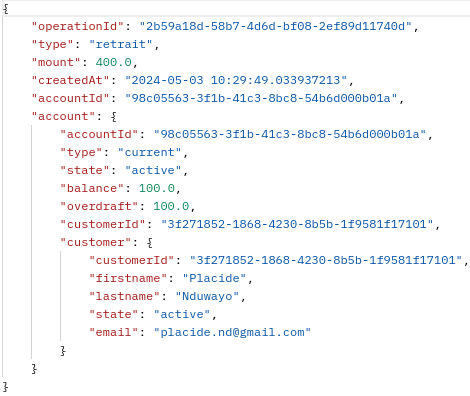 {
    "operationId": "2b59a18d-58b7-4d6d-bf08-2ef89d11740d",
    "type": "retrait",
    "mount": 400.0,
    "createdAt": "2024-05-03 10:29:49.033937213",
    "accountId": "98c05563-3f1b-41c3-8bc8-54b6d000b01a",
    "account": {
        "accountId": "98c05563-3f1b-41c3-8bc8-54b6d000b01a",
        "type": "current",
        "state": "active",
        "balance": 100.0,
        "overdraft": 100.0,
        "customerId": "3f271852-1868-4230-8b5b-1f9581f17101",
        "customer": {
            "customerId": "3f271852-1868-4230-8b5b-1f9581f17101",
            "firstname": "Placide",
            "lastname": "Nduwayo",
            "state": "active",
            "email": "placide.nd@gmail.com"
        }
    }
}